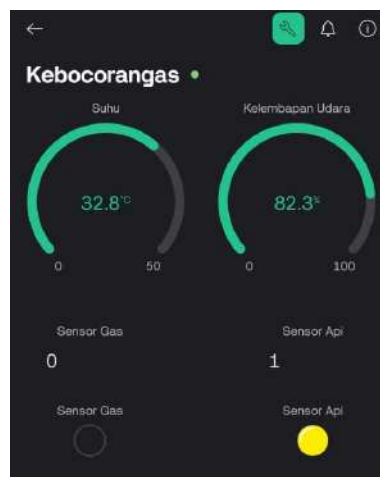 Kebocorangas
Suhu
Kelembapan Udara
32.8°C
82.3%
0
50
0
100
Sensor Gas
Sensor Api
0
1
Sensor Gas
Sensor Api